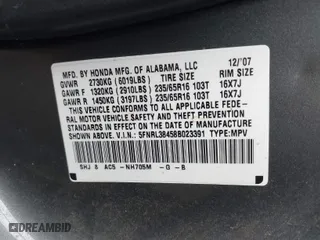 MFD. BY HONDA MFG. OF ALABAMA, LLC 12/'07
GVWR 2730KG (6019LBS) TIRE SIZE RIM SIZE
GAWR F 1320KG (2910LBS) 235/65R16 103T 16X7J
GAWR R 1450KG (3197LBS) 235/65R16 103T 16X7J
THIS VEHICLE CONFORMS TO ALL APPLICABLE FEDE-
RAL MOTOR VEHICLE SAFETY AND THEFT PREVENTION
STANDARDS IN EFFECT ON THE DATE OF MANUFACTURE
SHOWN ABOVE. V.I.N.: 5FNRL38458B023391 TYPE:MPV
SHJ 8 AC5 -NH705M -G -B